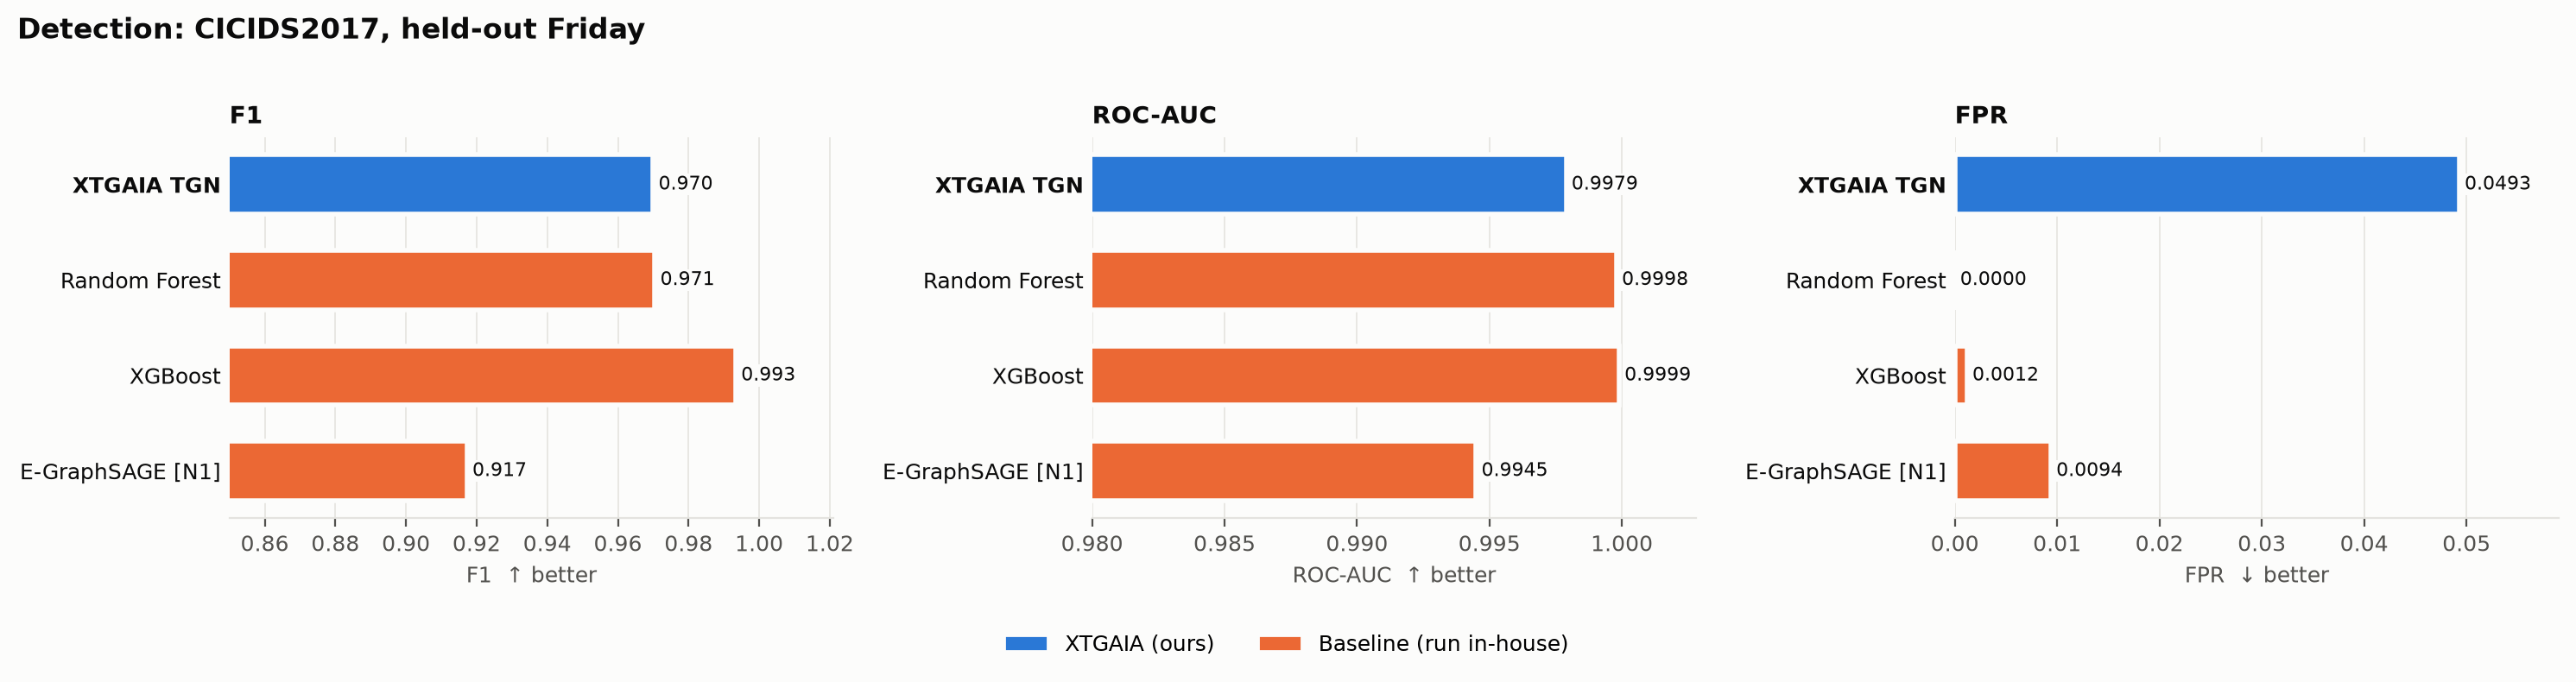 Detection: CICIDS2017, held-out Friday
F1
XTGAIA TGN
0.970
Random Forest
0.971
XGBoost
0.993
E-GraphSAGE [N1]
0.917
0.86 0.88 0.90 0.92 0.94 0.96 0.98 1.00 1.02
F1 ↑ better
ROC-AUC
XTGAIA TGN
0.9979
Random Forest
0.9998
XGBoost
0.9999
E-GraphSAGE [N1]
0.9945
0.980 0.985 0.990 0.995 1.000
ROC-AUC ↑ better
FPR
XTGAIA TGN
0.0493
Random Forest
0.0000
XGBoost
0.0012
E-GraphSAGE [N1]
0.0094
0.00 0.01 0.02 0.03 0.04 0.05
FPR ↓ better
XTGAIA (ours)
Baseline (run in-house)